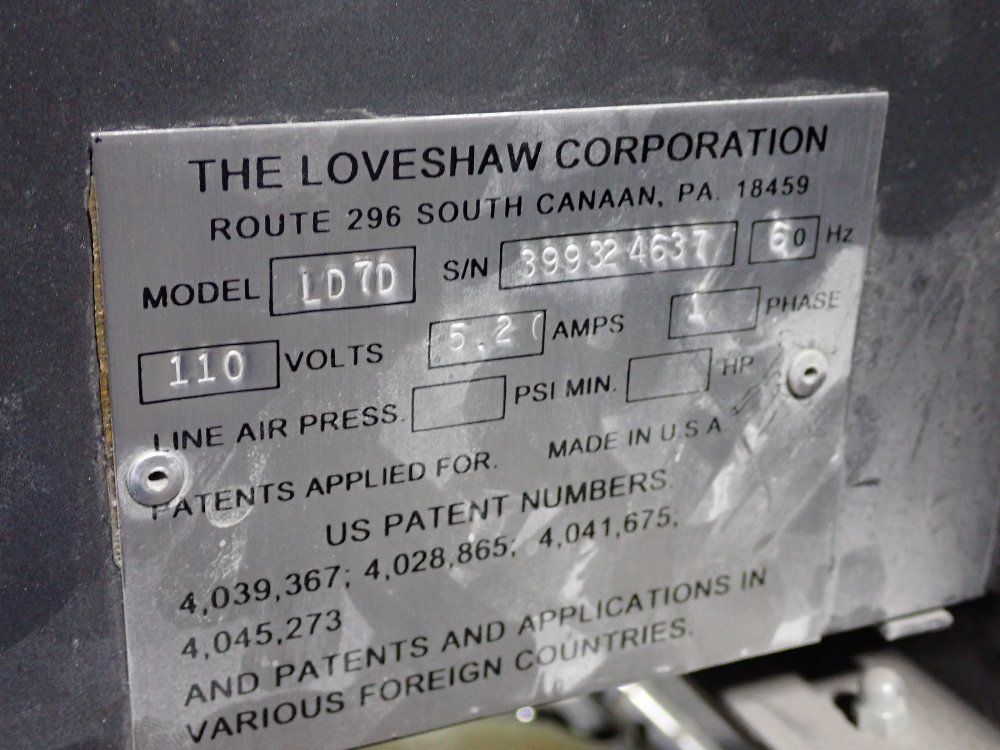 THE LOVESHAW CORPORATION
ROUTE 296 SOUTH CANAAN, PA. 18459
MODEL LD7D S/N 399324637 60 Hz
110 VOLTS 5.20 AMPS 1 PHASE
LINE AIR PRESS. PSI MIN. HP
PATENTS APPLIED FOR. MADE IN U.S.A
US PATENT NUMBERS.
4,039,367; 4,028,865; 4,041,675;
4,045,273
AND PATENTS AND APPLICATIONS IN
VARIOUS FOREIGN COUNTRIES.